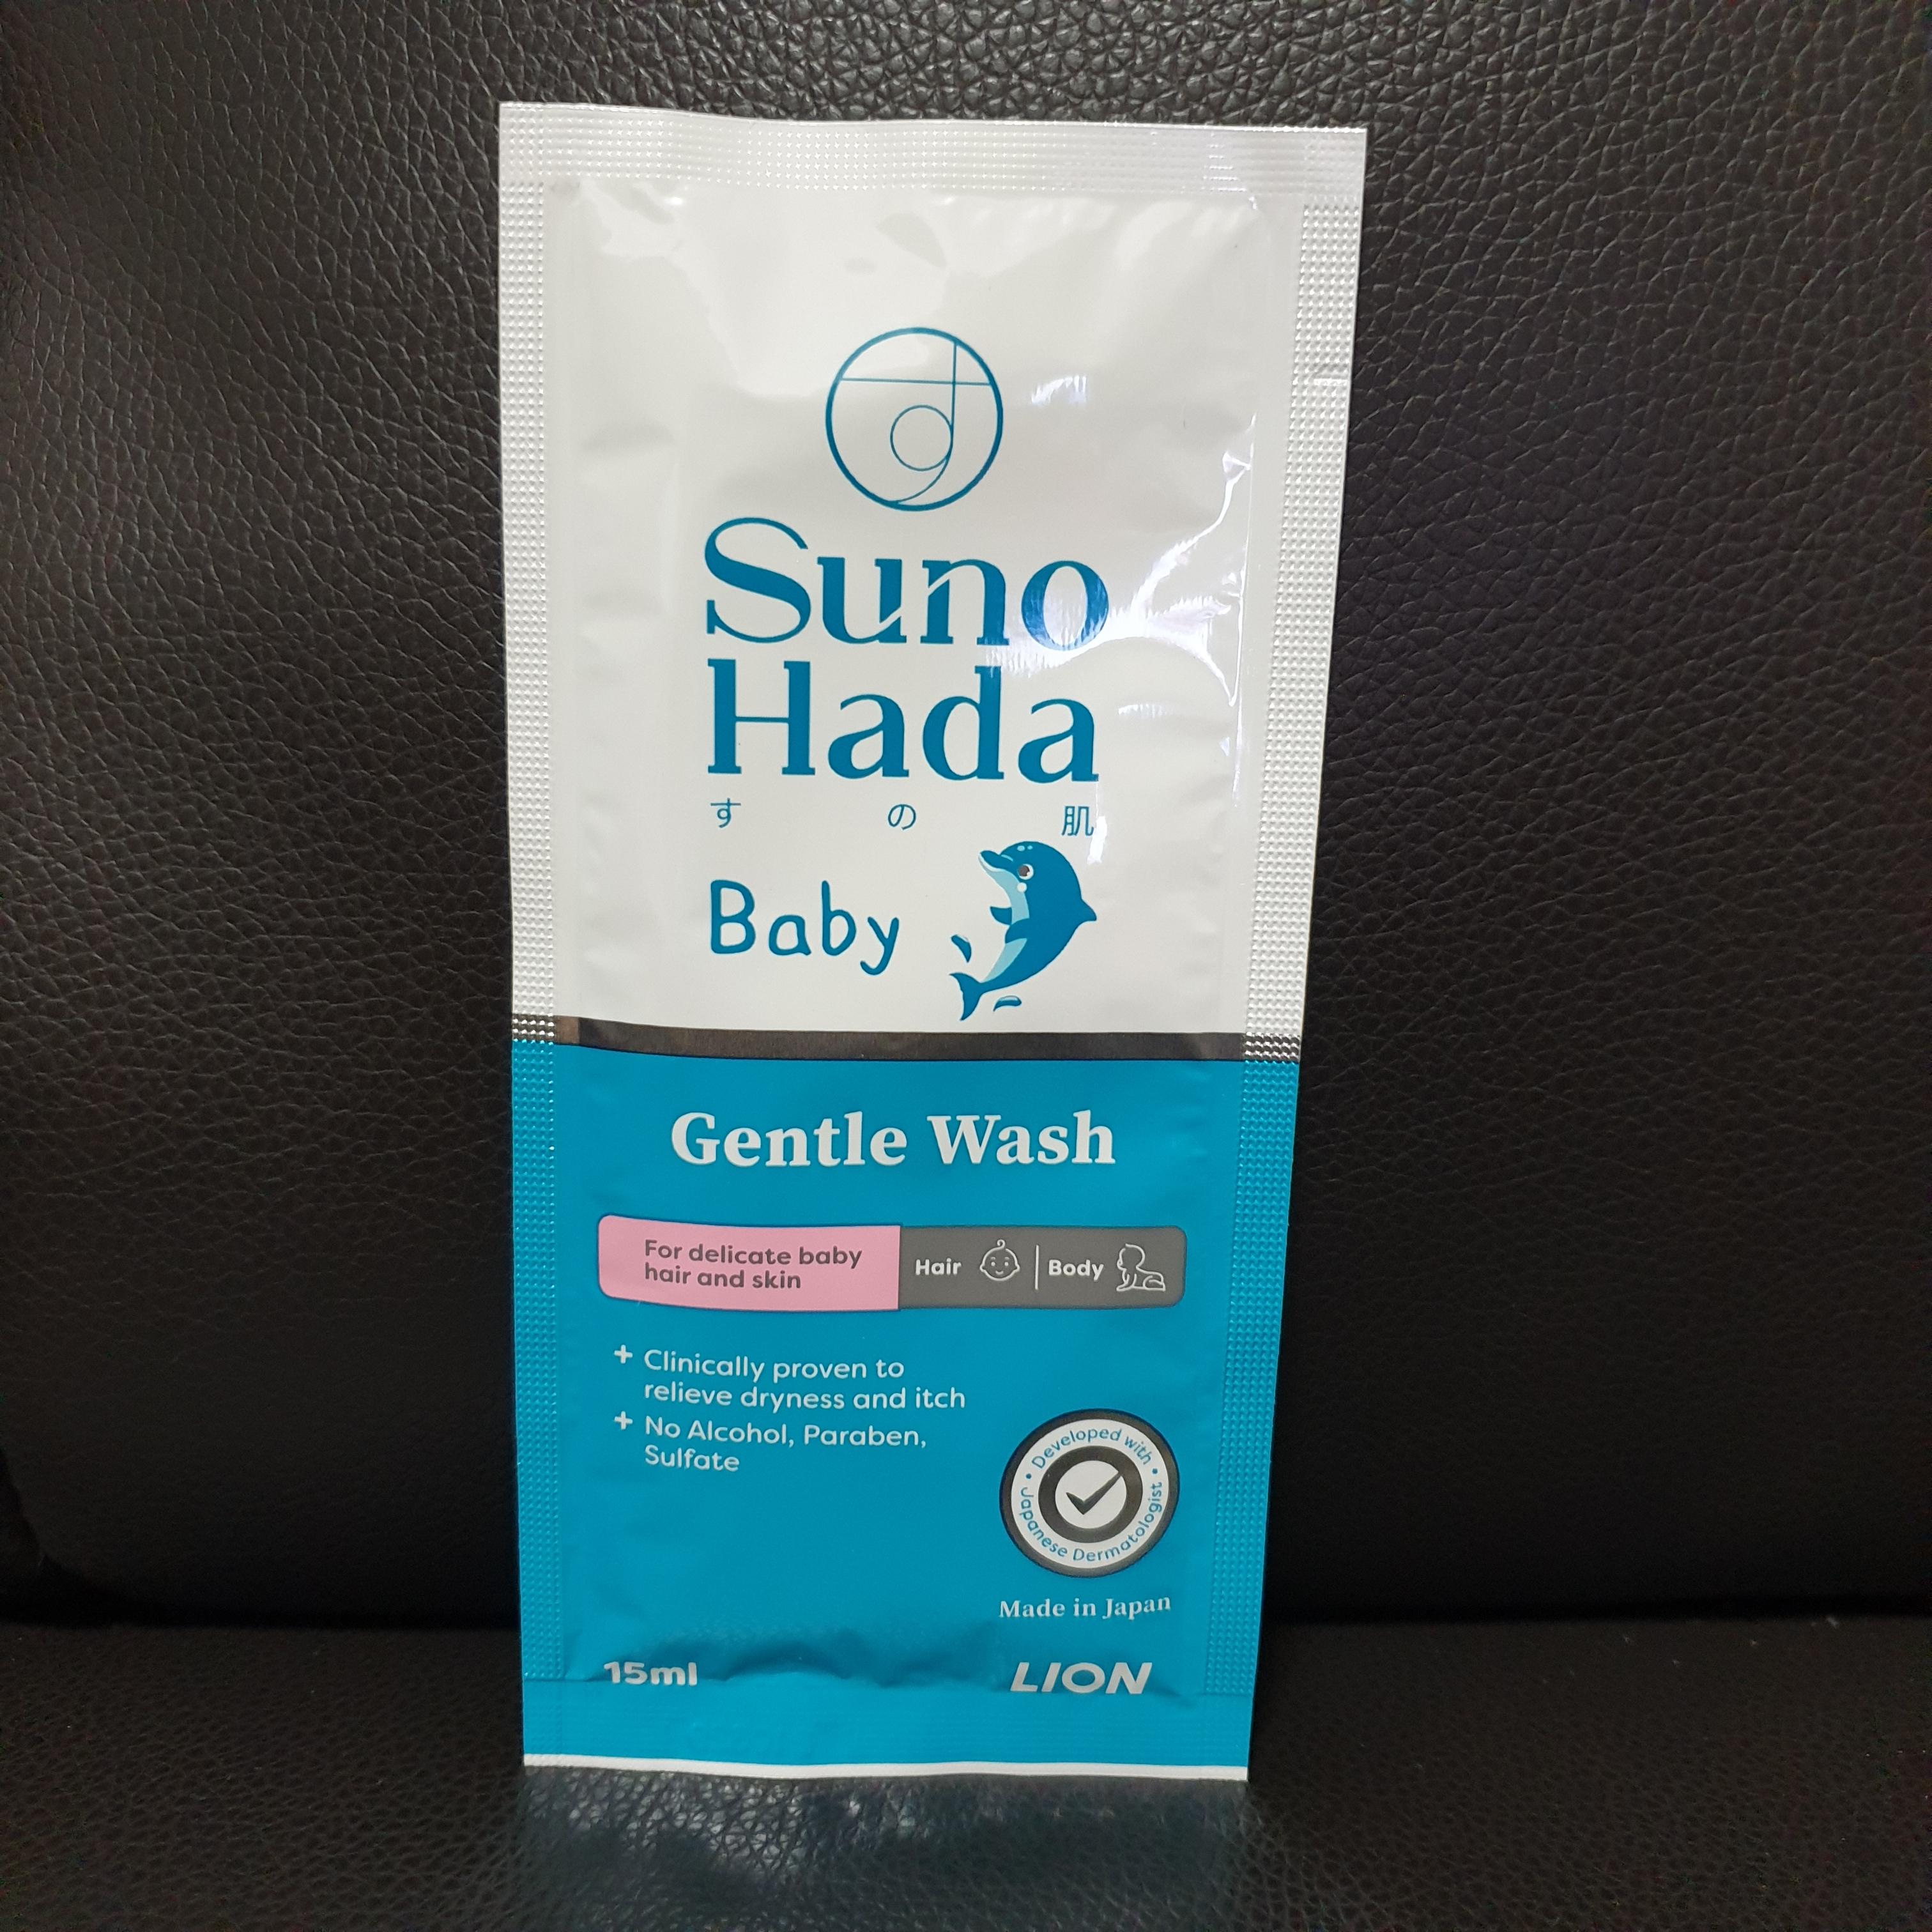 Suno
Hada
すの肌
Baby
Gentle Wash
For delicate baby
hair and skin
Hair | Body
+ Clinically proven to
relieve dryness and itch
+ No Alcohol, Paraben,
Sulfate
• Developed with •
Japanese Dermatologist
Made in Japan
15ml
LION